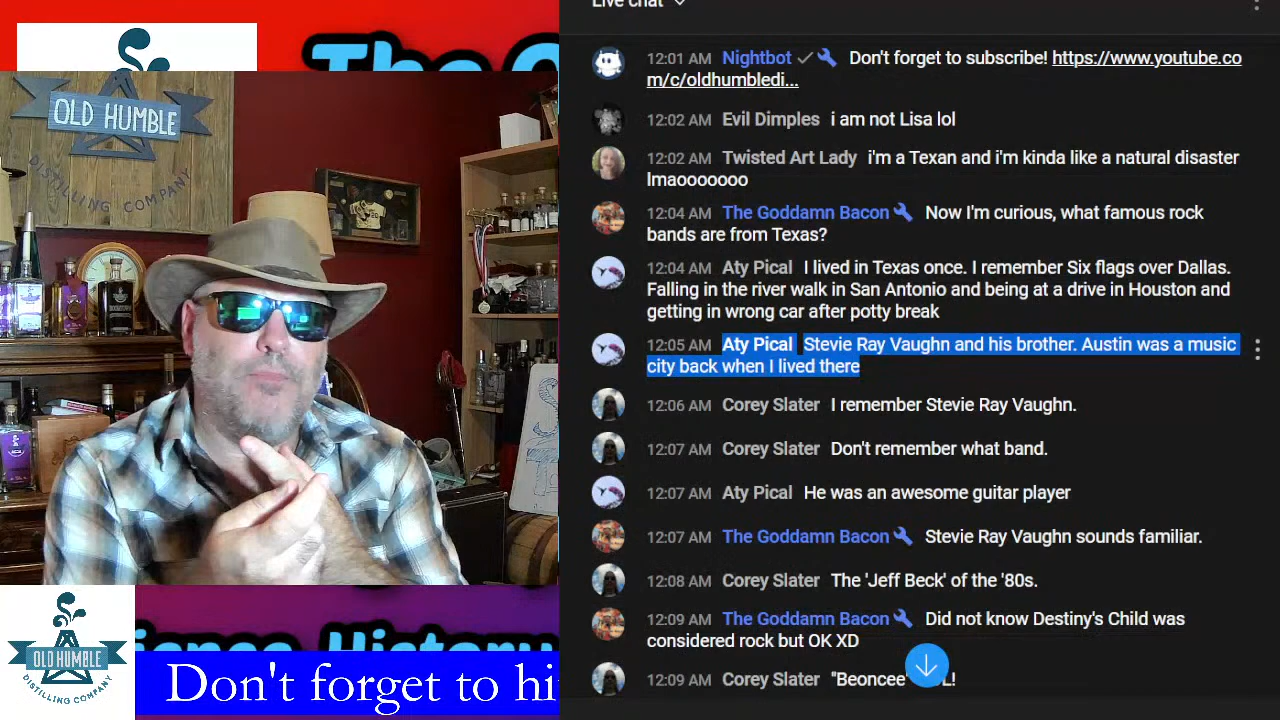 OLD HUMBLE
DISTILLING COMPANY
Live chat
12:01 AM Nightbot Don't forget to subscribe! https://www.youtube.co
m/c/oldhumbledi...
12:02 AM Evil Dimples i am not Lisa lol
12:02 AM Twisted Art Lady i'm a Texan and i'm kinda like a natural disaster
lmaooooooo
12:04 AM The Goddamn Bacon Now I'm curious, what famous rock
bands are from Texas?
12:04 AM Aty Pical I lived in Texas once. I remember Six flags over Dallas.
Falling in the river walk in San Antonio and being at a drive in Houston and
getting in wrong car after potty break
12:05 AM Aty Pical Stevie Ray Vaughn and his brother. Austin was a music
city back when I lived there
12:06 AM Corey Slater I remember Stevie Ray Vaughn.
12:07 AM Corey Slater Don't remember what band.
12:07 AM Aty Pical He was an awesome guitar player
12:07 AM The Goddamn Bacon Stevie Ray Vaughn sounds familiar.
12:08 AM Corey Slater The 'Jeff Beck' of the '80s.
12:09 AM The Goddamn Bacon Did not know Destiny's Child was
considered rock but OK XD
12:09 AM Corey Slater "Beoncee"
The
History
OLD HUMBLE
DISTILLING COMPANY
Don't forget to hi